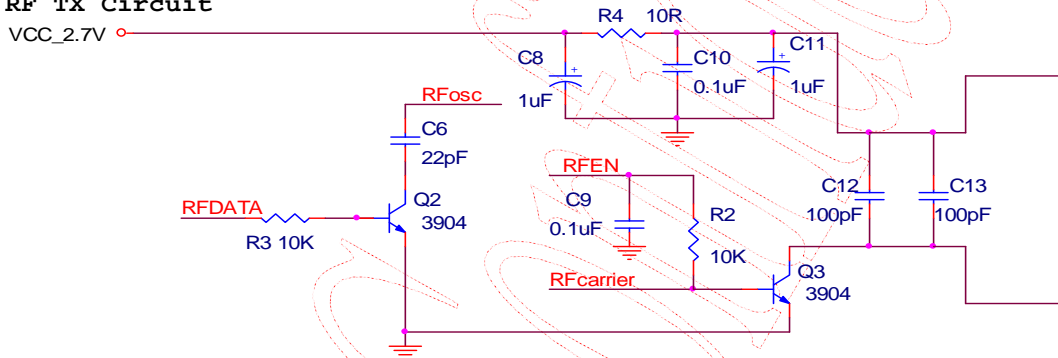 RF Tx Circuit
VCC_2.7V
R4 10R
C8
1uF
C10
0.1uF
C11
1uF
RFosc
C6
22pF
RFEN
C9
0.1uF
R2
10K
C12
100pF
C13
100pF
RFDATA
R3 10K
Q2
3904
RFcarrier
Q3
3904